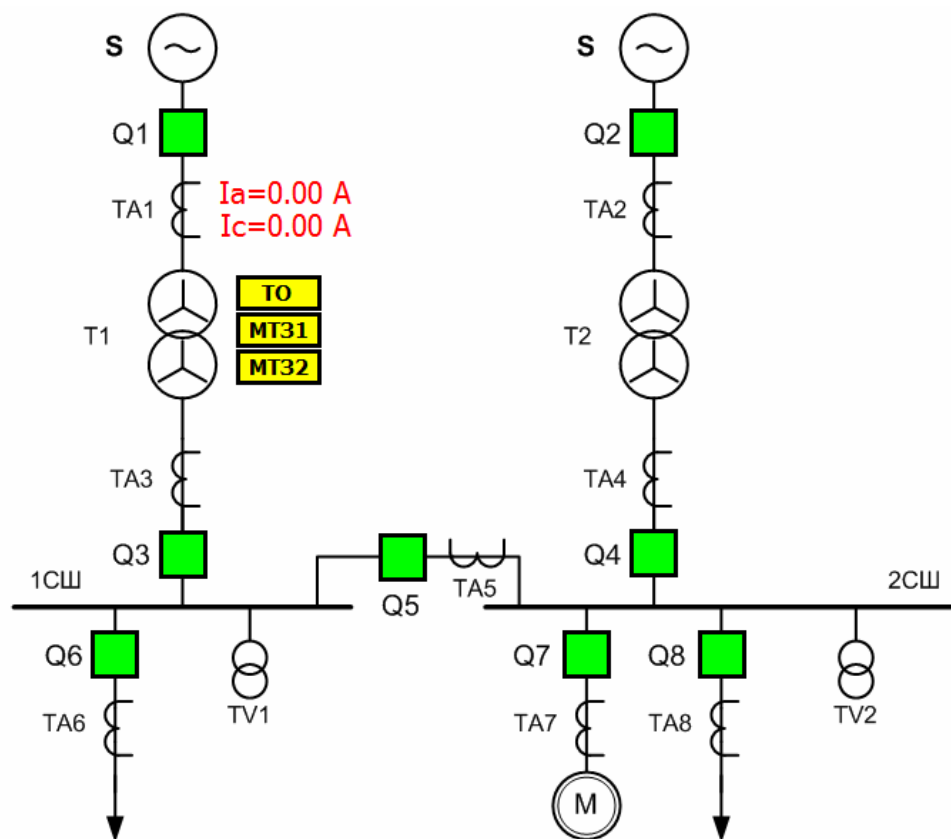 S
S
Q1
Q2
TA1
Ia=0.00 A
Ic=0.00 A
TA2
T1
ТО
МТЗ1
МТЗ2
T2
TA3
TA4
Q3
Q4
1СШ
TA5
2СШ
Q5
Q6
Q7
Q8
TA6
TV1
TA7
TA8
TV2
M